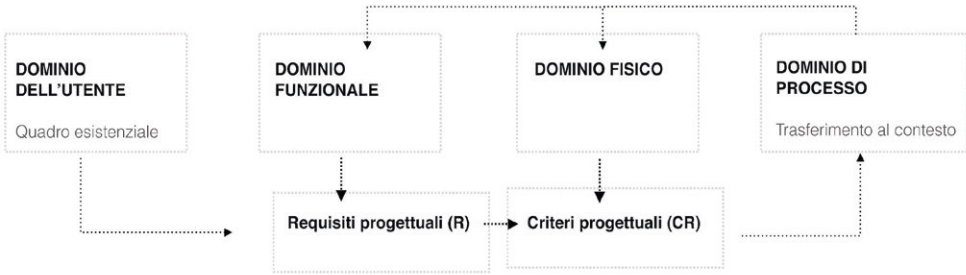 DOMINIO
DELL'UTENTE
Quadro esistenziale
DOMINIO
FUNZIONALE
DOMINIO FISICO
DOMINIO DI
PROCESSO
Trasferimento al contesto
Requisiti progettuali (R)
Criteri progettuali (CR)